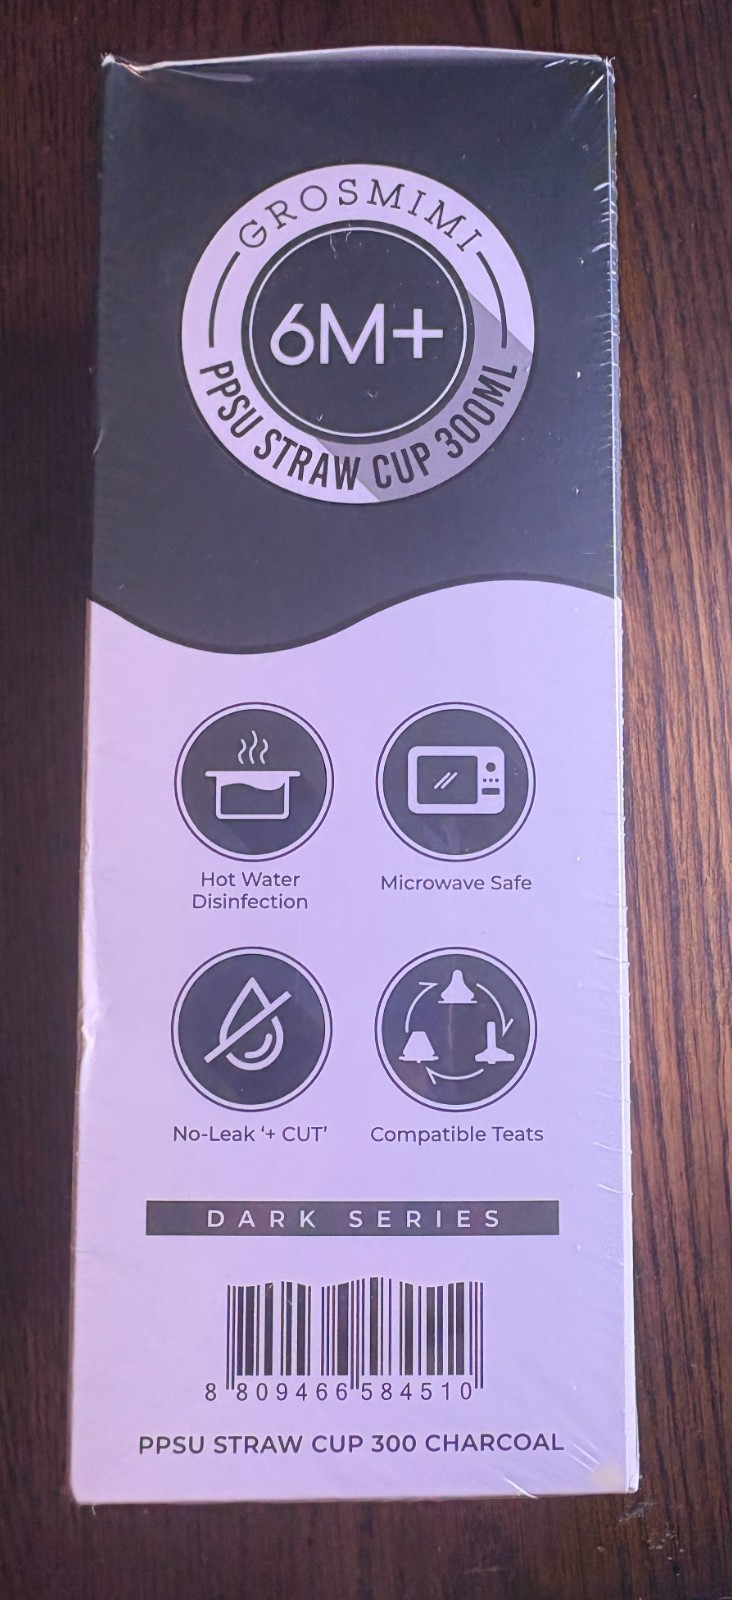 GROSMIMI
6M+
PPSU STRAW CUP 300ML
Hot Water
Disinfection
Microwave Safe
No-Leak ‘+ CUT’
Compatible Teats
DARK SERIES
8 809466 584510
PPSU STRAW CUP 300 CHARCOAL